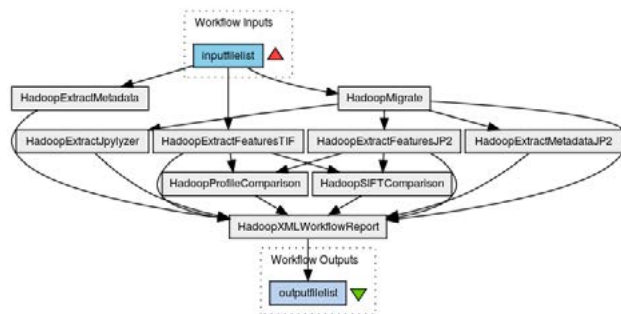 Workflow Inputs
inputfilelist
HadoopExtractMetadata
HadoopMigrate
HadoopExtractJpylyzer
HadoopExtractFeaturesTIF
HadoopExtractFeaturesJP2
HadoopExtractMetadataJP2
HadoopProfileComparison
HadoopSIFTComparison
HadoopXMLWorkflowReport
Workflow Outputs
outputfilelist